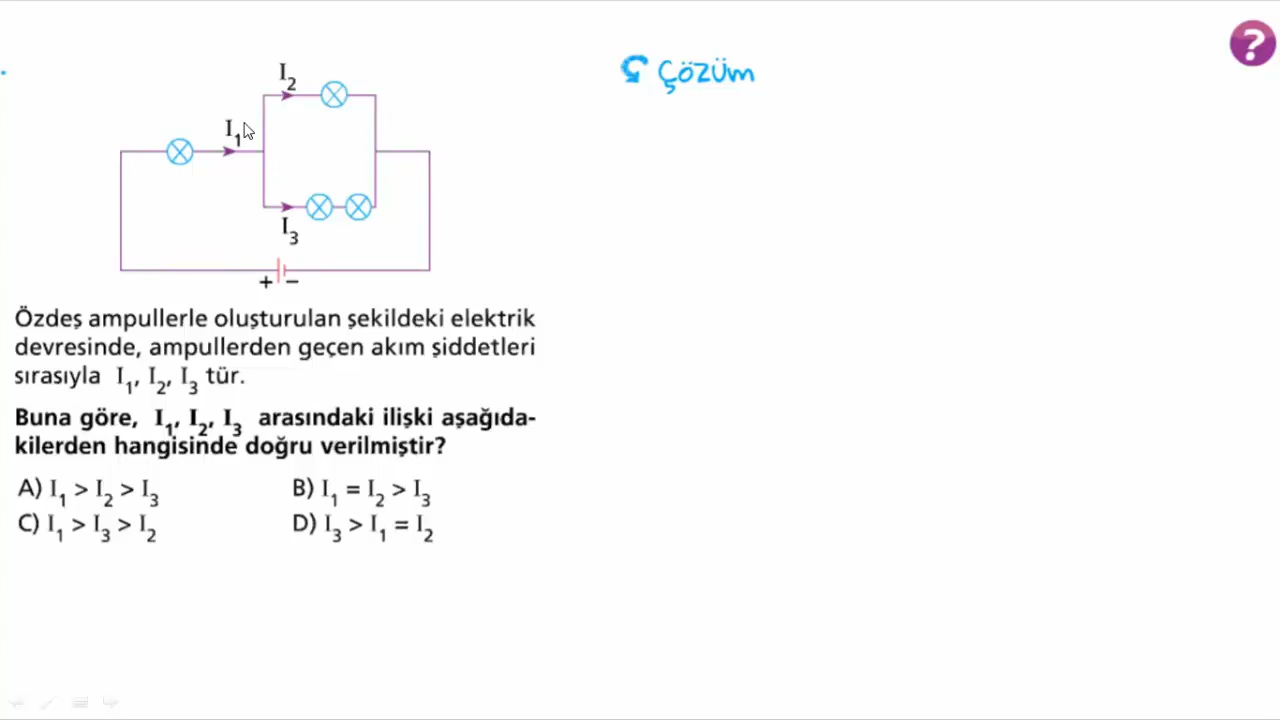 ?
Çözüm
I₂
I₁
I₃
+ −
Özdeş ampullerle oluşturulan şekildeki elektrik
devresinde, ampullerden geçen akım şiddetleri
sırasıyla I₁, I₂, I₃ tür.
Buna göre, I₁, I₂, I₃ arasındaki ilişki aşağıda-
kilerden hangisinde doğru verilmiştir?
A) I₁ > I₂ > I₃ B) I₁ = I₂ > I₃
C) I₁ > I₃ > I₂ D) I₃ > I₁ = I₂